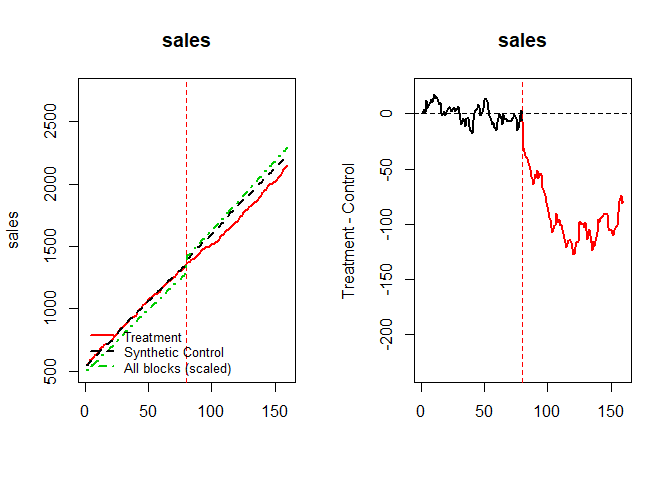 sales
sales
2500
2000
1500
1000
500
sales
Treatment
Synthetic Control
All blocks (scaled)
0
50
100
150
0
-50
-100
-150
-200
Treatment - Control
0
50
100
150